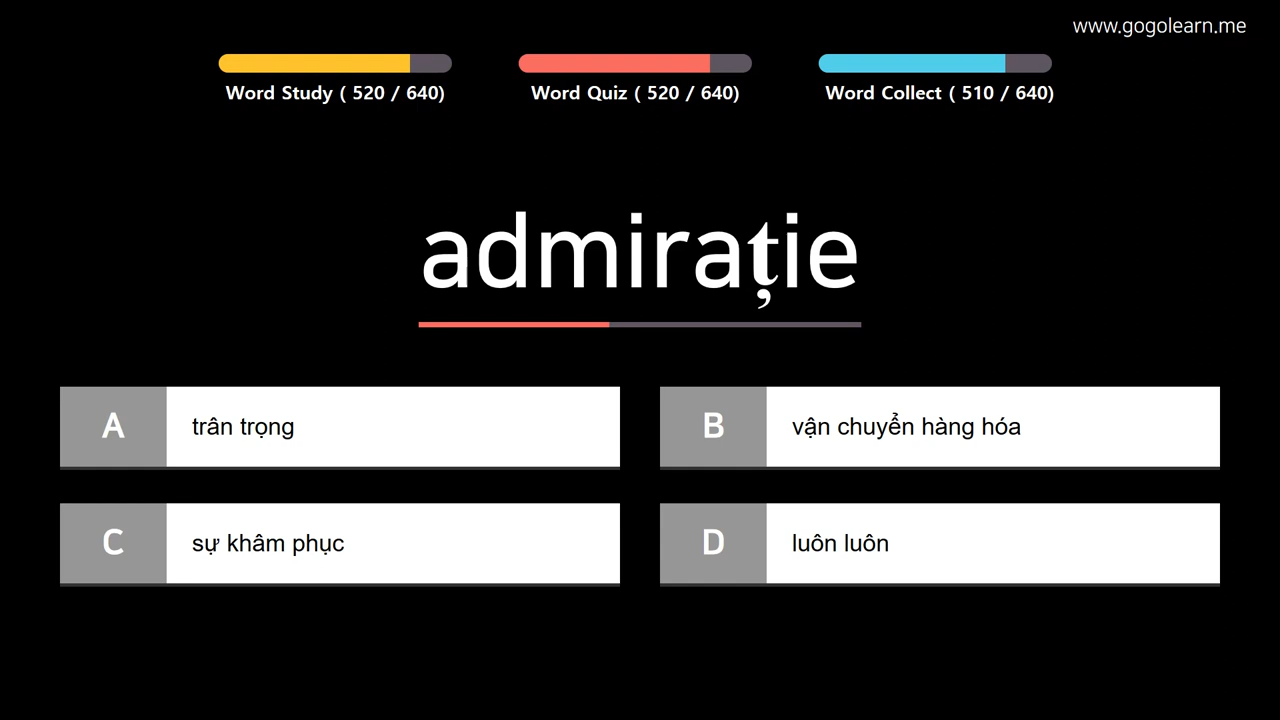 www.gogolearn.me
Word Study ( 520 / 640)
Word Quiz ( 520 / 640)
Word Collect ( 510 / 640)
admirație
A
trân trọng
B
vận chuyển hàng hóa
C
sự khâm phục
D
luôn luôn